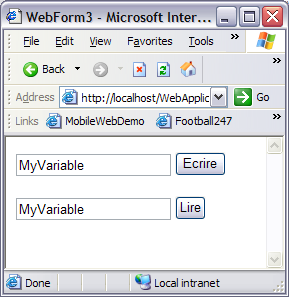 WebForm3 - Microsoft Inter...
File Edit View Favorites Tools »
Back »
Address http://localhost/WebApplic Go
Links MobileWebDemo Football247 »
MyVariable Ecrire
MyVariable Lire
Done Local intranet